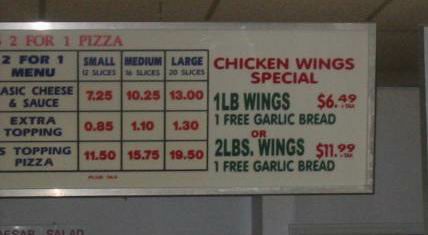 2 FOR 1 PIZZA
2 FOR 1 MENU SMALL 12 SLICES MEDIUM 16 SLICES LARGE 20 SLICES
ASIC CHEESE & SAUCE 7.25 10.25 13.00
EXTRA TOPPING 0.85 1.10 1.30
5 TOPPING PIZZA 11.50 15.75 19.50
PLUS TAX
CHICKEN WINGS
SPECIAL
1LB WINGS $6.49 + TAX
1 FREE GARLIC BREAD
OR
2LBS. WINGS $11.99 + TAX
1 FREE GARLIC BREAD
AESAR SALAD